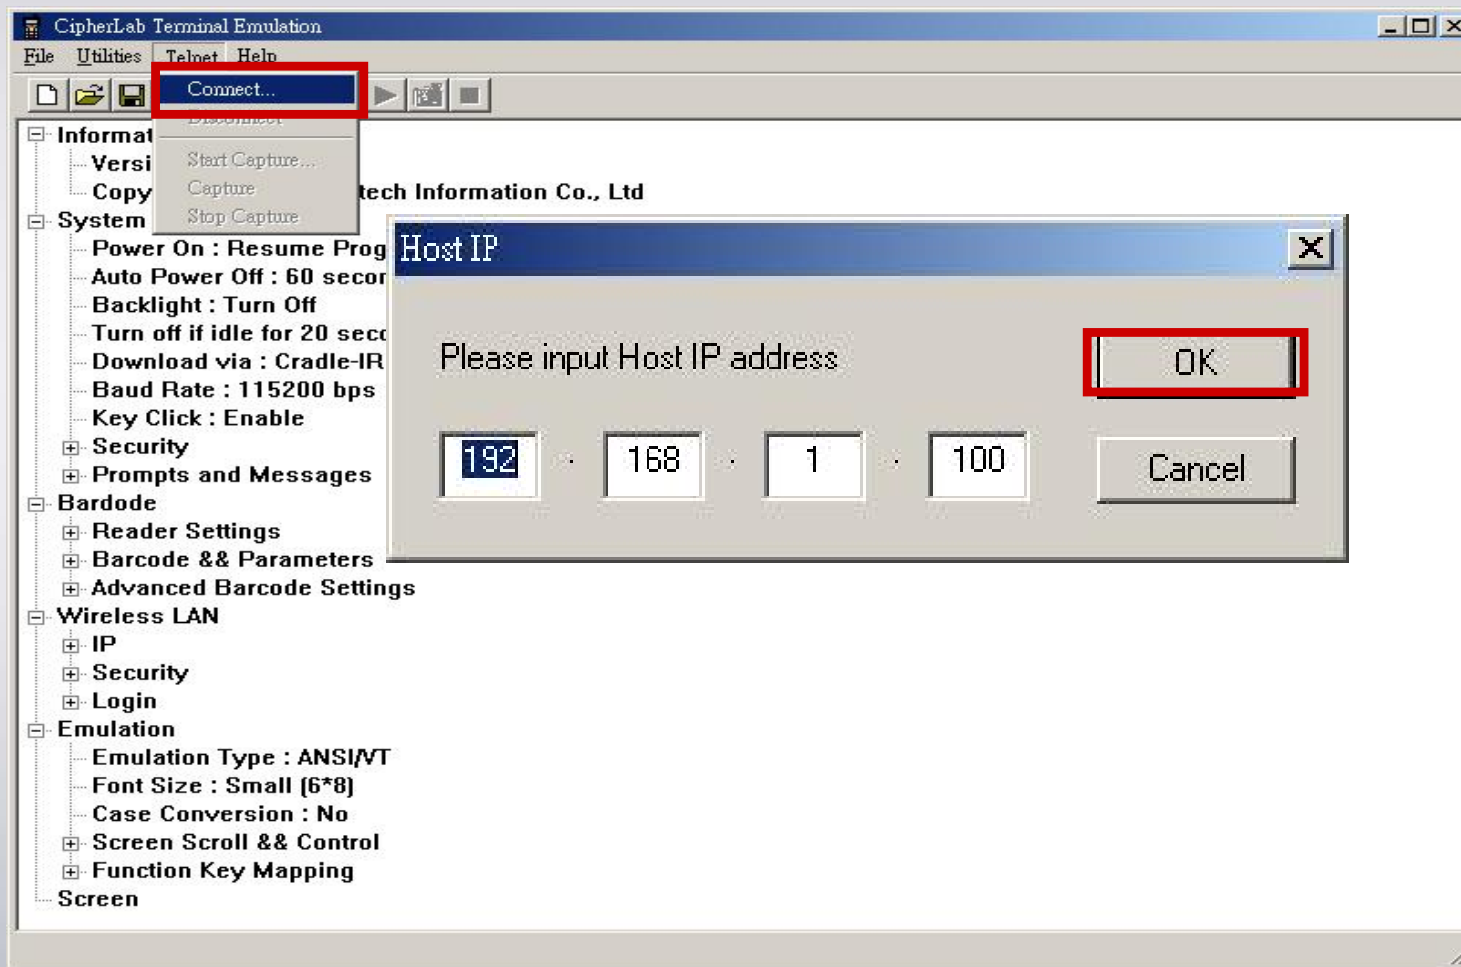 CipherLab Terminal Emulation
File Utilities Telnet Help
Connect...
Disconnect
Start Capture...
Capture
Stop Capture
Informat
Versi
Copy tech Information Co., Ltd
System
Power On : Resume Prog
Auto Power Off : 60 secor
Backlight : Turn Off
Turn off if idle for 20 secc
Download via : Cradle-IR
Baud Rate : 115200 bps
Key Click : Enable
Security
Prompts and Messages
Bardode
Reader Settings
Barcode && Parameters
Advanced Barcode Settings
Wireless LAN
IP
Security
Login
Emulation
Emulation Type : ANSI/VT
Font Size : Small (6*8)
Case Conversion : No
Screen Scroll && Control
Function Key Mapping
Screen
Host IP
Please input Host IP address
OK
192 . 168 . 1 . 100
Cancel